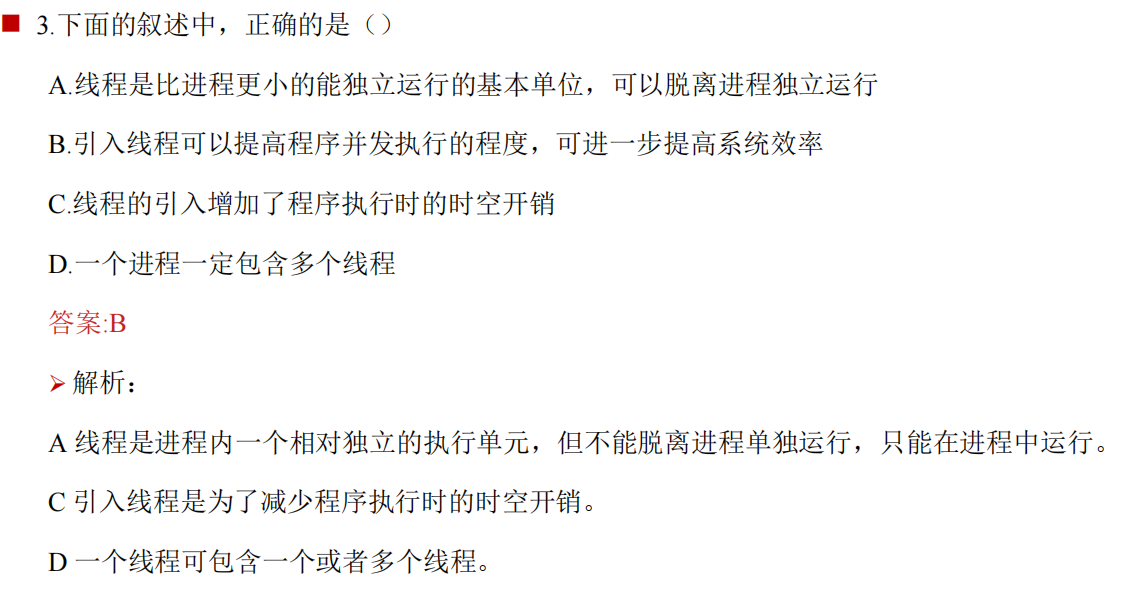 3.下面的叙述中，正确的是（）
A.线程是比进程更小的能独立运行的基本单位，可以脱离进程独立运行
B.引入线程可以提高程序并发执行的程度，可进一步提高系统效率
C.线程的引入增加了程序执行时的时空开销
D.一个进程一定包含多个线程
答案:B
解析：
A 线程是进程内一个相对独立的执行单元，但不能脱离进程单独运行，只能在进程中运行。
C 引入线程是为了减少程序执行时的时空开销。
D 一个线程可包含一个或者多个线程。